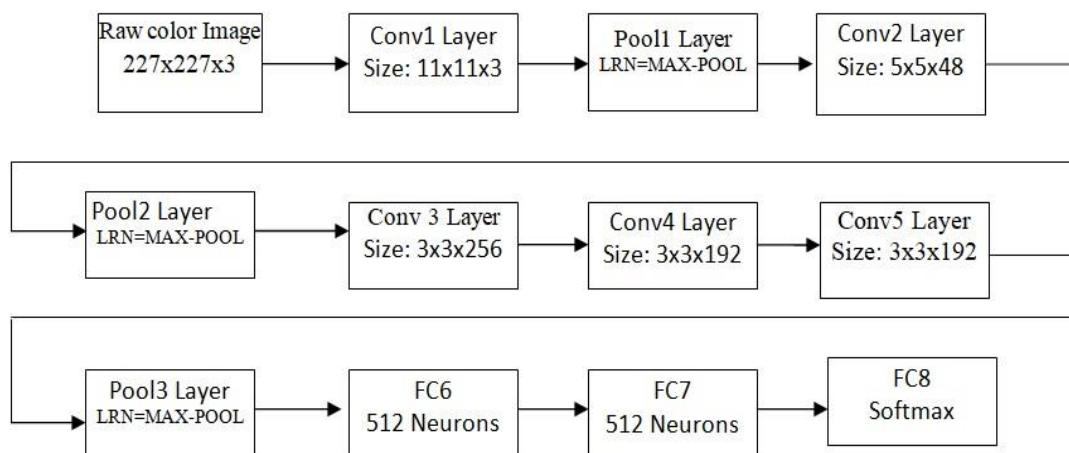 Raw color Image
227x227x3
Conv1 Layer
Size: 11x11x3
Pool1 Layer
LRN=MAX-POOL
Conv2 Layer
Size: 5x5x48
Pool2 Layer
LRN=MAX-POOL
Conv 3 Layer
Size: 3x3x256
Conv4 Layer
Size: 3x3x192
Conv5 Layer
Size: 3x3x192
Pool3 Layer
LRN=MAX-POOL
FC6
512 Neurons
FC7
512 Neurons
FC8
Softmax